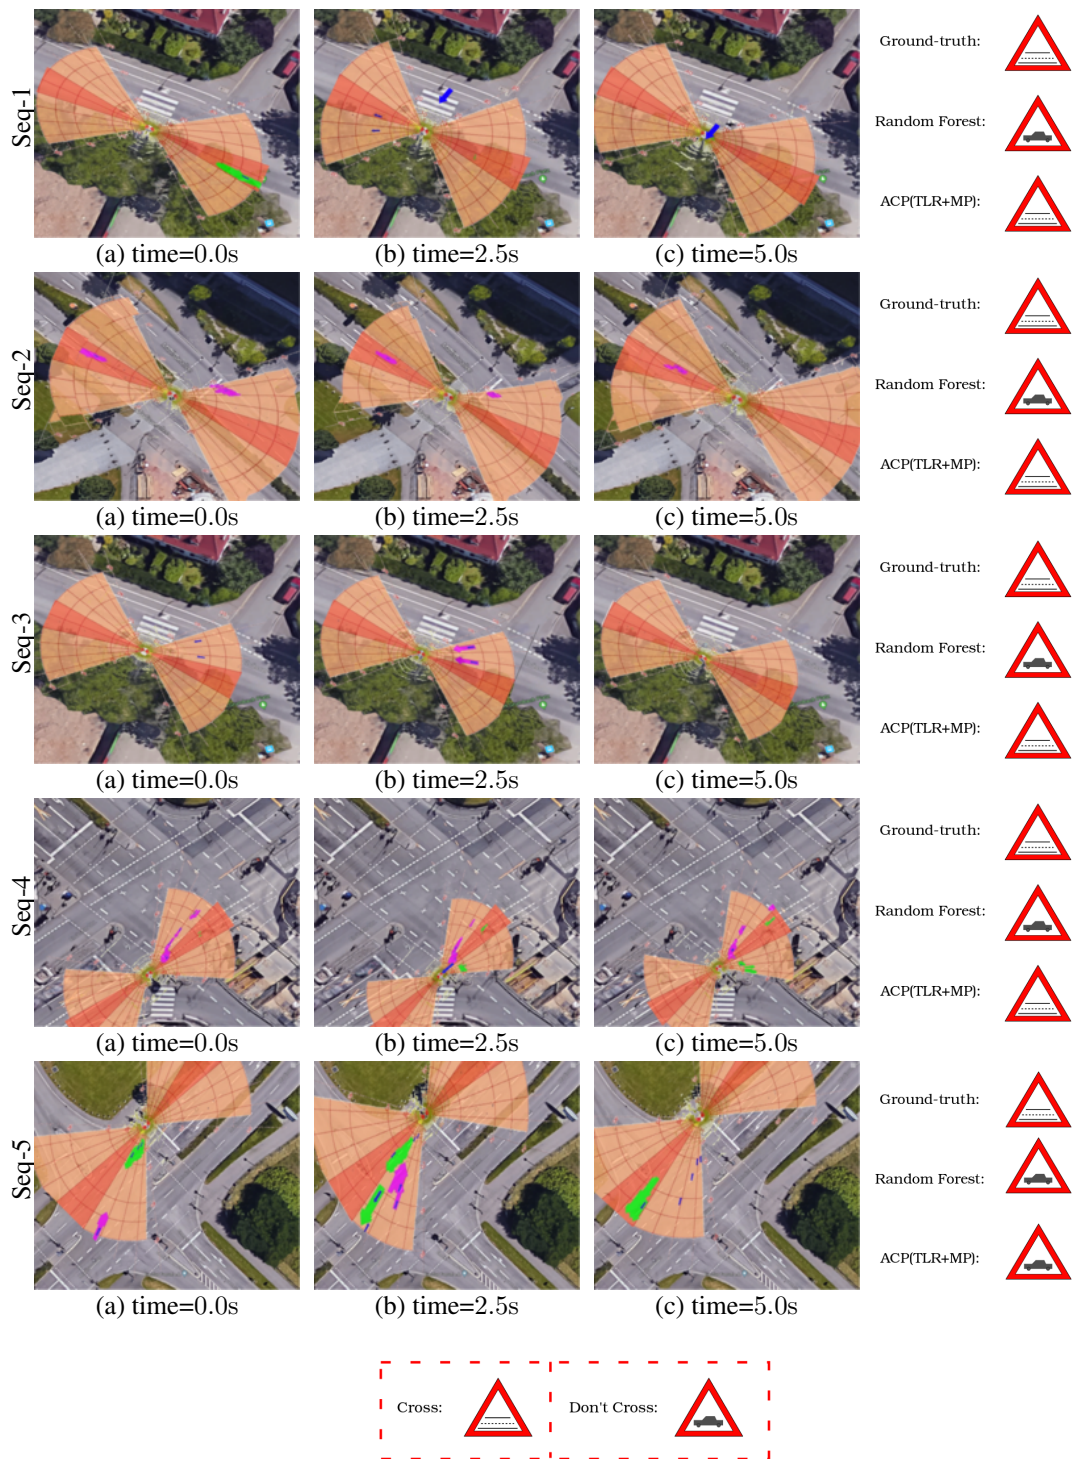 Seq-1
Ground-truth:
Random Forest:
ACP(TLR+MP):
(a) time=0.0s
(b) time=2.5s
(c) time=5.0s
Seq-2
Ground-truth:
Random Forest:
ACP(TLR+MP):
(a) time=0.0s
(b) time=2.5s
(c) time=5.0s
Seq-3
Ground-truth:
Random Forest:
ACP(TLR+MP):
(a) time=0.0s
(b) time=2.5s
(c) time=5.0s
Seq-4
Ground-truth:
Random Forest:
ACP(TLR+MP):
(a) time=0.0s
(b) time=2.5s
(c) time=5.0s
Seq-5
Ground-truth:
Random Forest:
ACP(TLR+MP):
(a) time=0.0s
(b) time=2.5s
(c) time=5.0s
Cross:
Don't Cross: